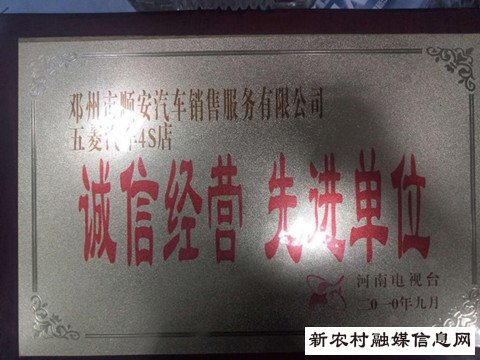 邓州市顺安汽车销售服务有限公司
五菱汽车4S店
诚信经营 先进单位
河南电视台
二〇一〇年九月
新农村融媒信息网